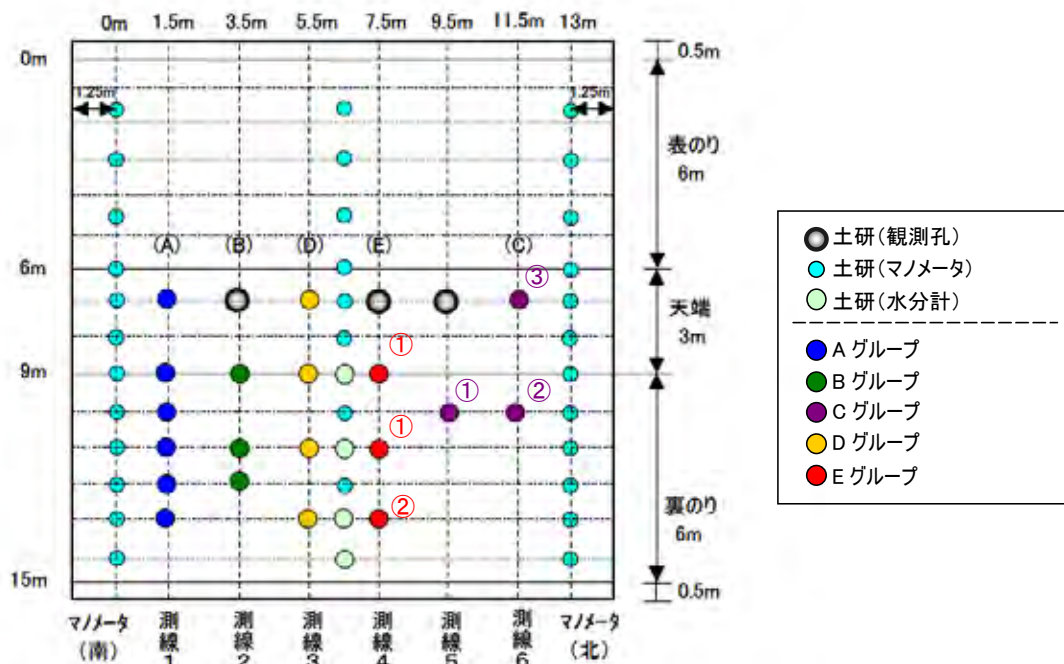 0m 1.5m 3.5m 5.5m 7.5m 9.5m 11.5m 13m
0m
0.5m
1.25m
1.25m
表のり
6m
(A) (B) (D) (E) (C)
6m
③
天端
3m
①
9m
① ②
①
裏のり
6m
②
15m
0.5m
マノメータ
(南)
測線1
測線2
測線3
測線4
測線5
測線6
マノメータ
(北)
土研(観測孔)
土研(マノメータ)
土研(水分計)
A グループ
B グループ
C グループ
D グループ
E グループ